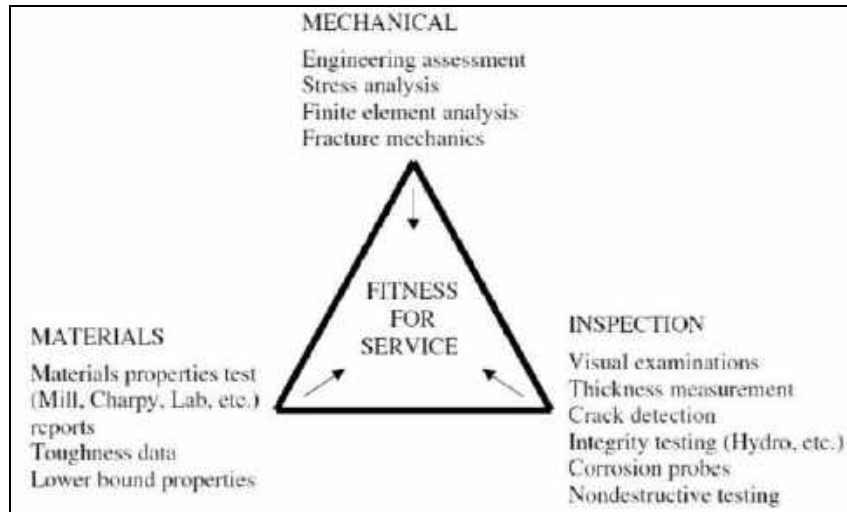 MECHANICAL
Engineering assessment
Stress analysis
Finite element analysis
Fracture mechanics
FITNESS
FOR
SERVICE
MATERIALS
Materials properties test
(Mill, Charpy, Lab, etc.)
reports
Toughness data
Lower bound properties
INSPECTION
Visual examinations
Thickness measurement
Crack detection
Integrity testing (Hydro, etc.)
Corrosion probes
Nondestructive testing